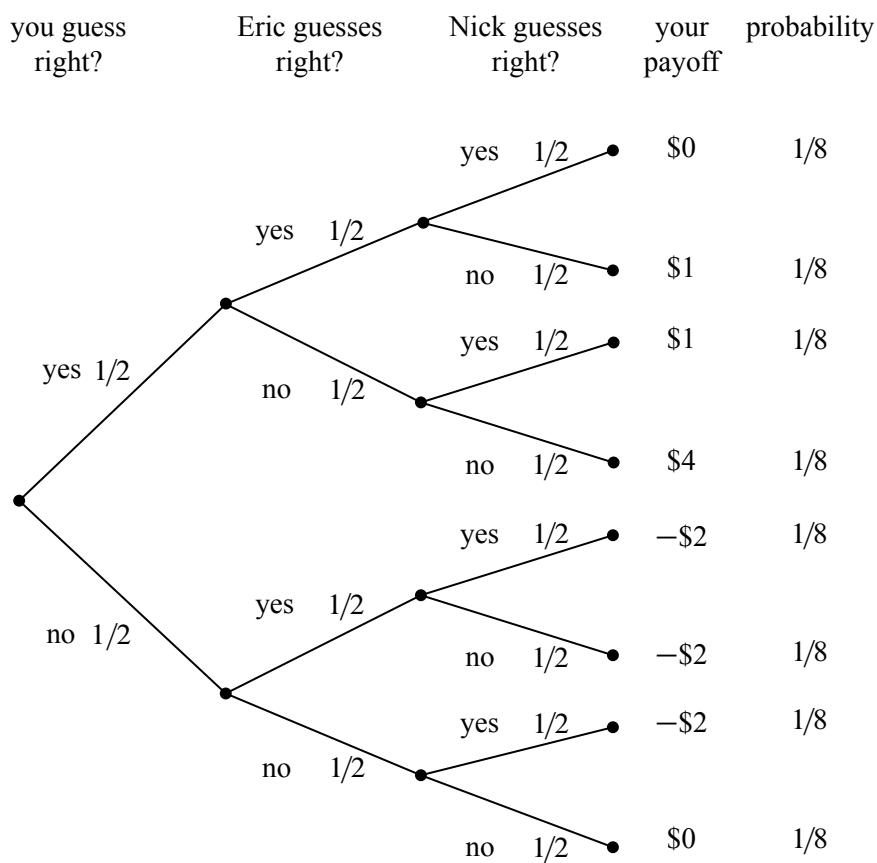 you guess right?
Eric guesses right?
Nick guesses right?
your payoff
probability
yes 1/2 $0 1/8
yes 1/2
no 1/2 $1 1/8
yes 1/2 $1 1/8
yes 1/2
no 1/2
no 1/2 $4 1/8
yes 1/2 −$2 1/8
yes 1/2
no 1/2
no 1/2 −$2 1/8
yes 1/2 −$2 1/8
no 1/2
no 1/2 $0 1/8